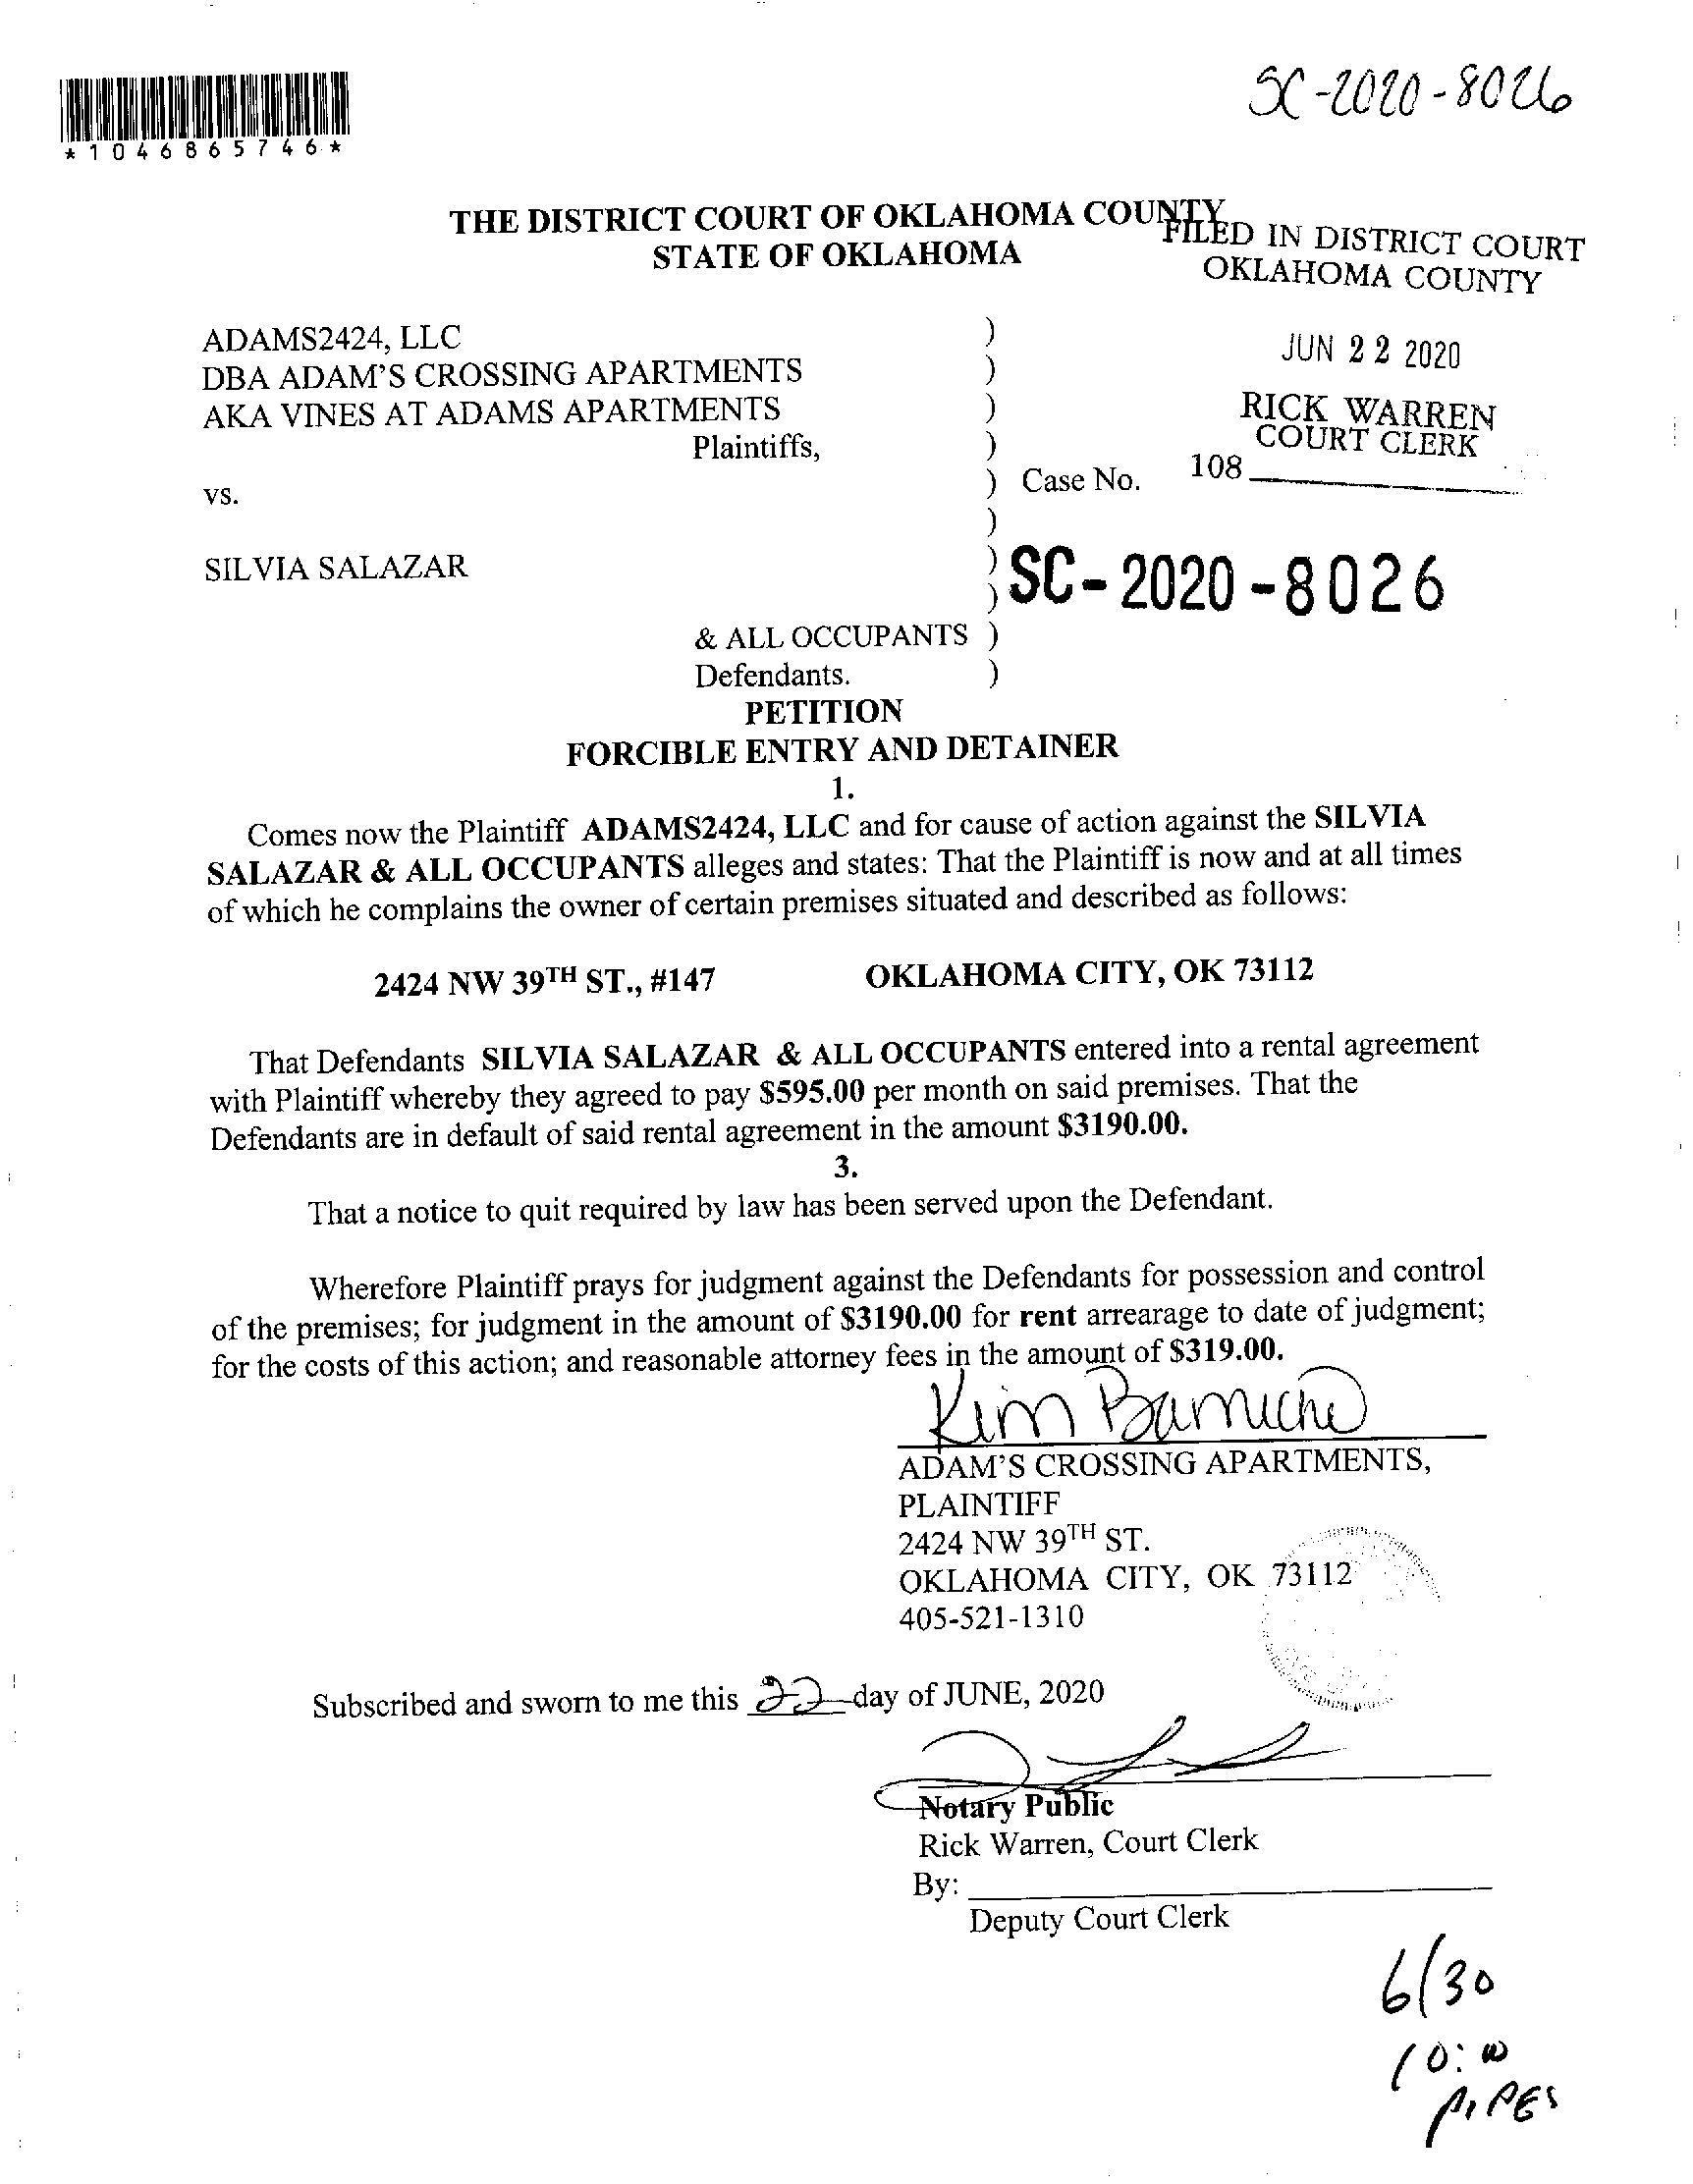 SC-2020-8026
*1046865746*
THE DISTRICT COURT OF OKLAHOMA COUNTY
STATE OF OKLAHOMA
FILED IN DISTRICT COURT
OKLAHOMA COUNTY
JUN 22 2020
RICK WARREN
COURT CLERK
108
ADAMS2424, LLC )
DBA ADAM'S CROSSING APARTMENTS )
AKA VINES AT ADAMS APARTMENTS )
Plaintiffs, )
vs. ) Case No.
)
SILVIA SALAZAR )
) SC-2020-8026
& ALL OCCUPANTS )
Defendants. )
PETITION
FORCIBLE ENTRY AND DETAINER
1.
Comes now the Plaintiff ADAMS2424, LLC and for cause of action against the SILVIA
SALAZAR & ALL OCCUPANTS alleges and states: That the Plaintiff is now and at all times
of which he complains the owner of certain premises situated and described as follows:
2424 NW 39TH ST., #147 OKLAHOMA CITY, OK 73112
That Defendants SILVIA SALAZAR & ALL OCCUPANTS entered into a rental agreement
with Plaintiff whereby they agreed to pay $595.00 per month on said premises. That the
Defendants are in default of said rental agreement in the amount $3190.00.
3.
That a notice to quit required by law has been served upon the Defendant.
Wherefore Plaintiff prays for judgment against the Defendants for possession and control
of the premises; for judgment in the amount of $3190.00 for rent arrearage to date of judgment;
for the costs of this action; and reasonable attorney fees in the amount of $319.00.
Kim
ADAM'S CROSSING APARTMENTS,
PLAINTIFF
2424 NW 39TH ST.
OKLAHOMA CITY, OK 73112
405-521-1310
Subscribed and sworn to me this 22 day of JUNE, 2020
Notary Public
Rick Warren, Court Clerk
By:
Deputy Court Clerk
6/30
10:00
PIPES